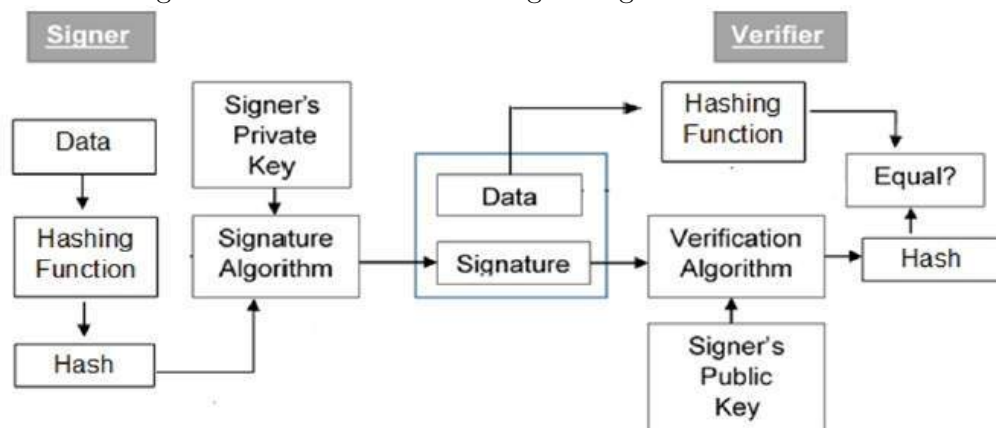 Signer
Verifier
Signer's
Private
Key
Hashing
Function
Data
Equal?
Data
Hashing
Function
Signature
Algorithm
Signature
Verification
Algorithm
Hash
Hash
Signer's
Public
Key